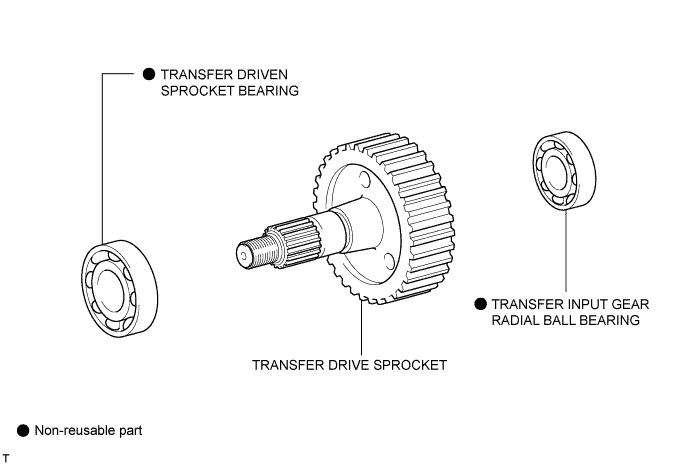 ● TRANSFER DRIVEN
SPROCKET BEARING
● TRANSFER INPUT GEAR
RADIAL BALL BEARING
TRANSFER DRIVE SPROCKET
● Non-reusable part
T